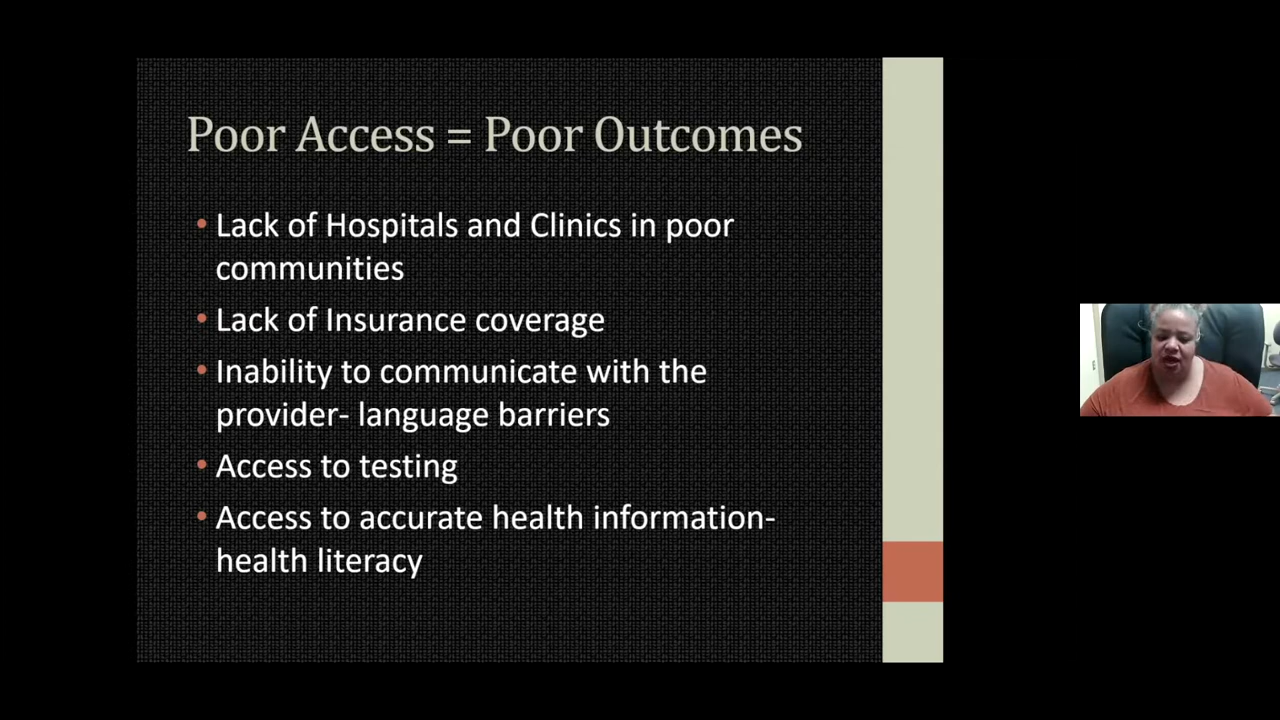 Poor Access = Poor Outcomes
• Lack of Hospitals and Clinics in poor
communities
• Lack of Insurance coverage
• Inability to communicate with the
provider- language barriers
• Access to testing
• Access to accurate health information-
health literacy